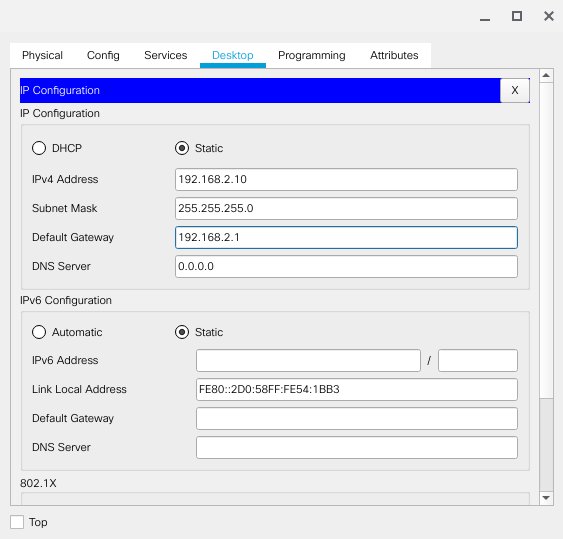 Physical Config Services Desktop Programming Attributes
IP Configuration X
IP Configuration
DHCP Static
IPv4 Address 192.168.2.10
Subnet Mask 255.255.255.0
Default Gateway 192.168.2.1
DNS Server 0.0.0.0
IPv6 Configuration
Automatic Static
IPv6 Address /
Link Local Address FE80::2D0:58FF:FE54:1BB3
Default Gateway
DNS Server
802.1X
Top